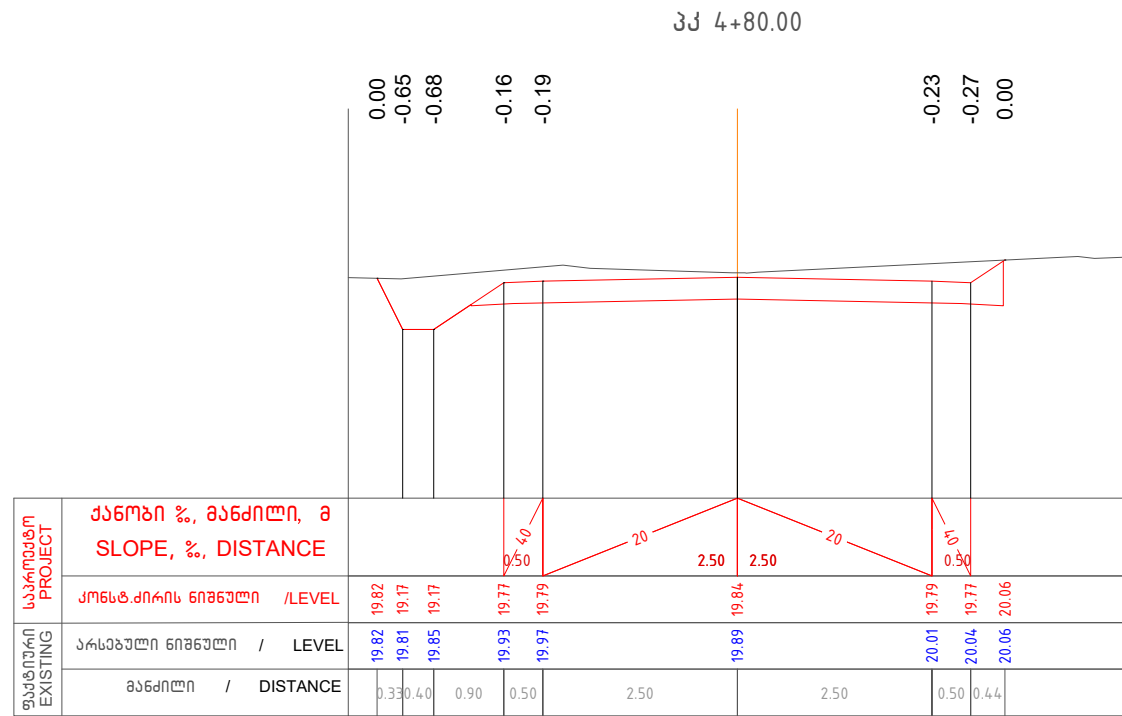 პკ 4+80.00
0.00 -0.65 -0.68 -0.16 -0.19 -0.23 -0.27 0.00
საპროექტო
PROJECT
ქანობი ‰, მანძილი, მ
SLOPE, ‰, DISTANCE
0.50 40 20 2.50 2.50 20 40 0.50
კონსტ.ძირის ნიშნული /LEVEL 19.82 19.17 19.17 19.77 19.79 19.84 19.79 19.77 20.06
ფაქტიური
EXISTING
არსებული ნიშნული / LEVEL 19.82 19.81 19.85 19.93 19.97 19.89 20.01 20.04 20.06
მანძილი / DISTANCE 0.33 0.40 0.90 0.50 2.50 2.50 0.50 0.44